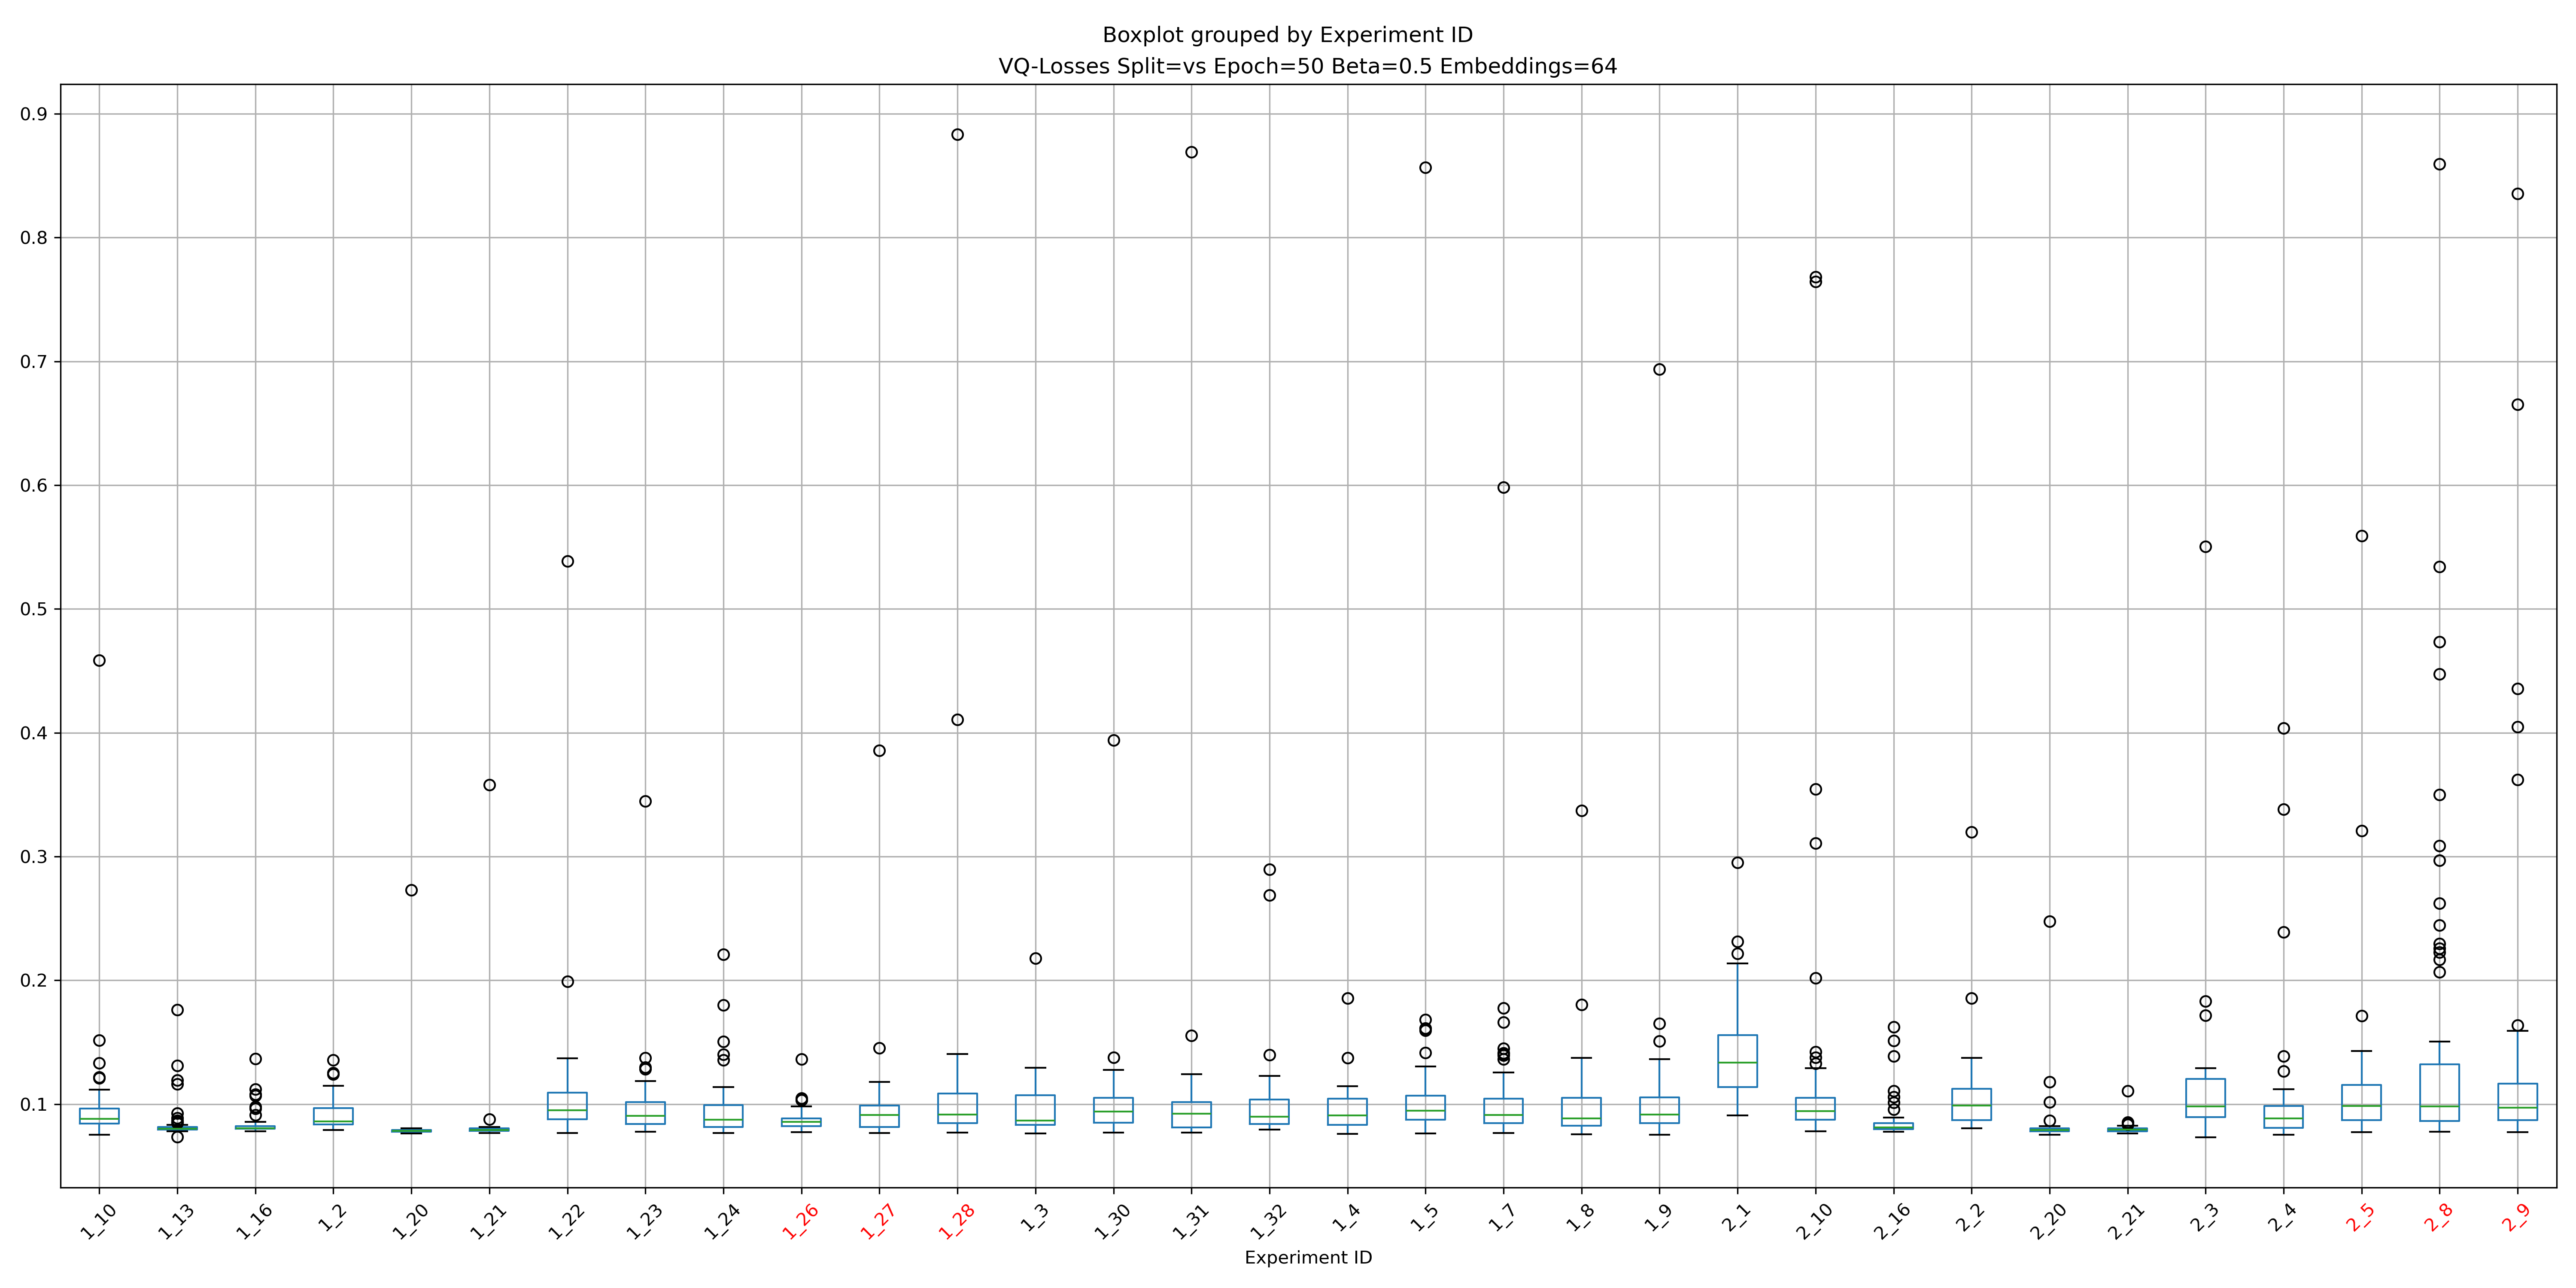 Boxplot grouped by Experiment ID
VQ-Losses Split=vs Epoch=50 Beta=0.5 Embeddings=64
0.9
0.8
0.7
0.6
0.5
0.4
0.3
0.2
0.1
1_10 1_13 1_16 1_2 1_20 1_21 1_22 1_23 1_24 1_26 1_27 1_28 1_3 1_30 1_31 1_32 1_4 1_5 1_7 1_8 1_9 2_1 2_10 2_16 2_2 2_20 2_21 2_3 2_4 2_5 2_8 2_9
Experiment ID